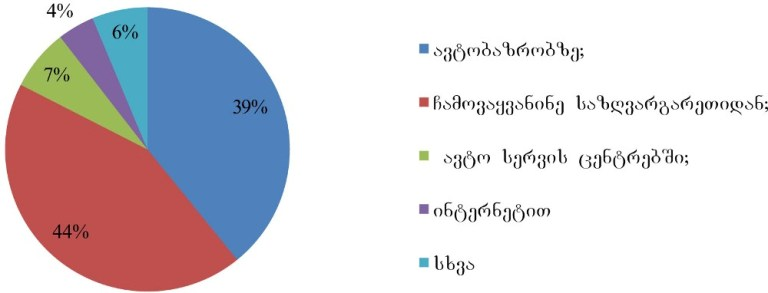 4%
6%
7%
39%
44%
ავტობაზრობზე;
ჩამოვაყვანინე საზღვარგარეთიდან;
ავტო სერვის ცენტრებში;
ინტერნეტით
სხვა